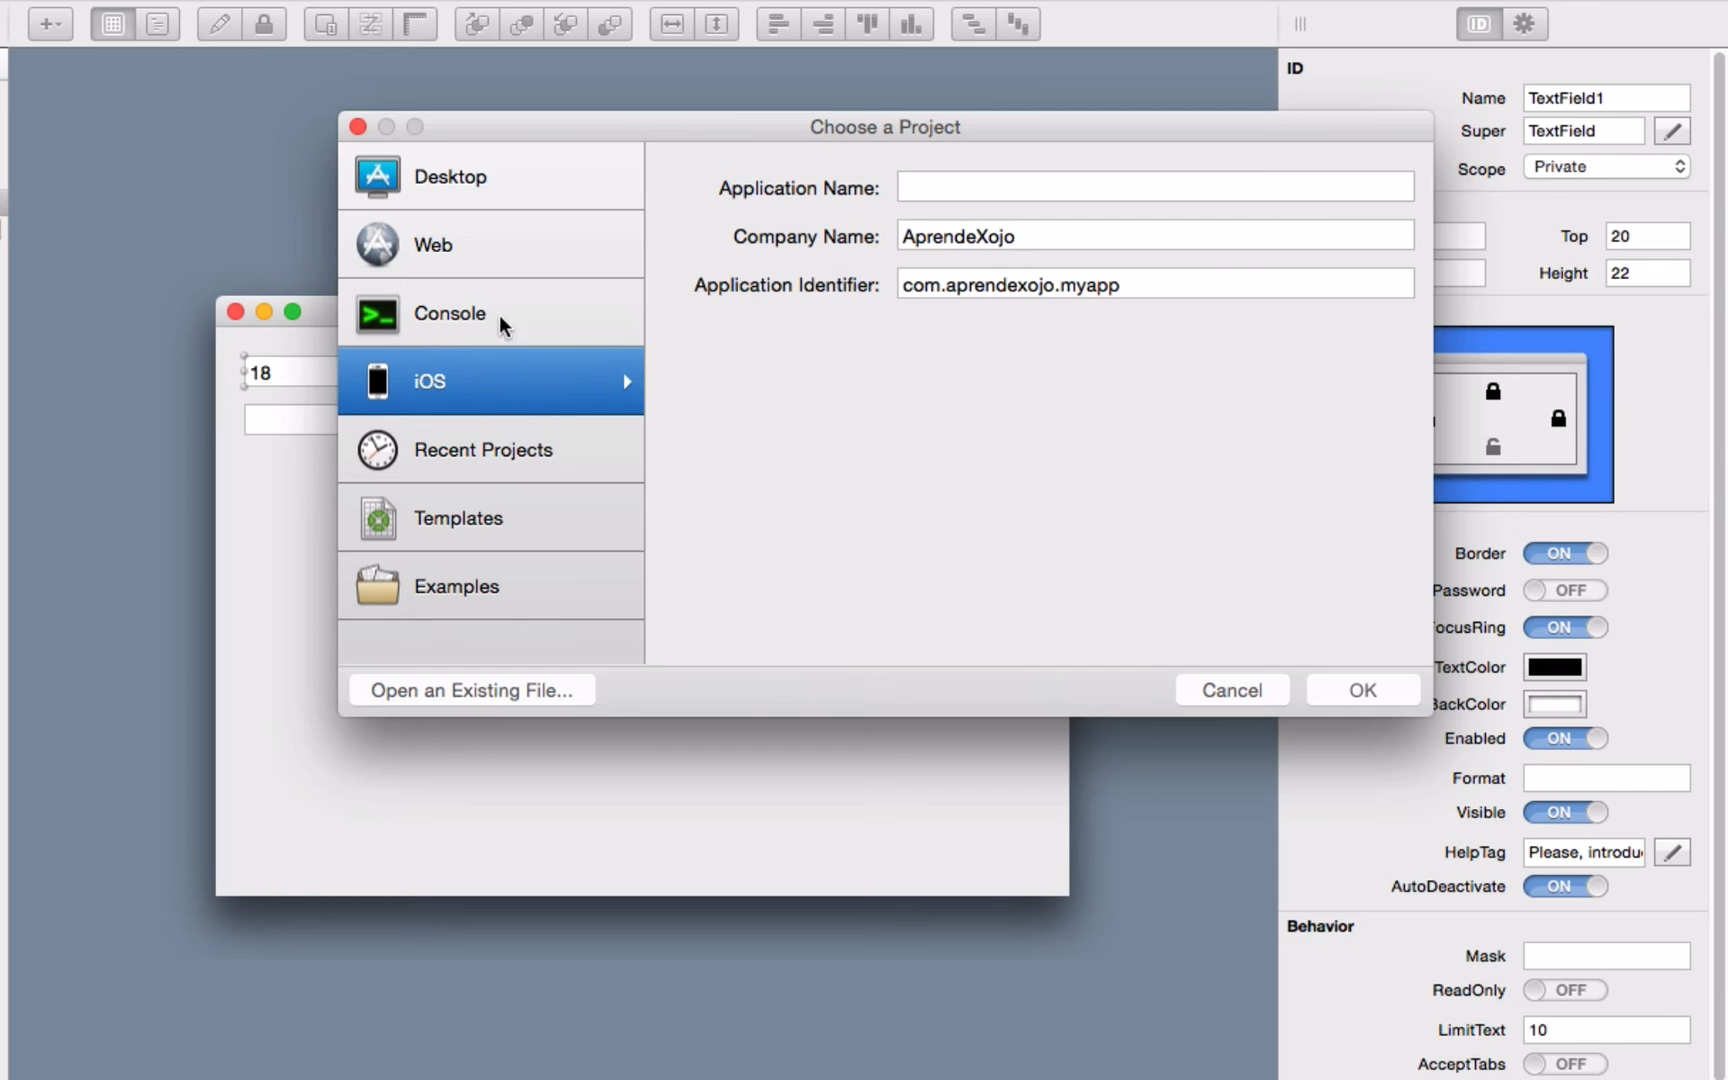 ID
Name TextField1
Super TextField
Scope Private
Top 20
Height 22
Choose a Project
Desktop
Web
Console
iOS
Recent Projects
Templates
Examples
Application Name:
Company Name: AprendeXojo
Application Identifier: com.aprendexojo.myapp
Open an Existing File...
Cancel
OK
18
Border ON
Password OFF
FocusRing ON
TextColor
BackColor
Enabled ON
Format
Visible ON
HelpTag Please, introdu
AutoDeactivate ON
Behavior
Mask
ReadOnly OFF
LimitText 10
AcceptTabs OFF